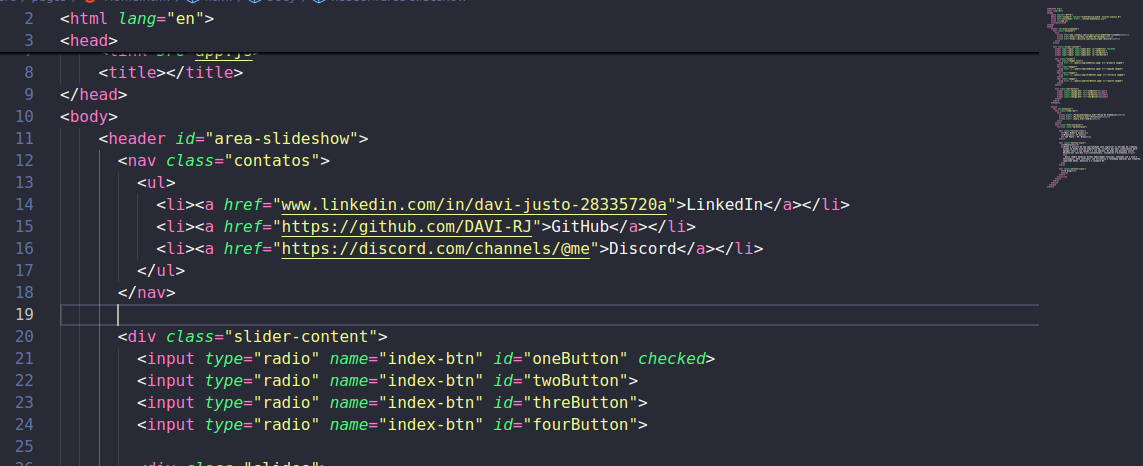 2 <html lang="en">
3 <head>
app.js>
8 <title></title>
9 </head>
10 <body>
11 <header id="area-slideshow">
12 <nav class="contatos">
13 <ul>
14 <li><a href="www.linkedin.com/in/davi-justo-28335720a">LinkedIn</a></li>
15 <li><a href="https://github.com/DAVI-RJ">GitHub</a></li>
16 <li><a href="https://discord.com/channels/@me">Discord</a></li>
17 </ul>
18 </nav>
19
20 <div class="slider-content">
21 <input type="radio" name="index-btn" id="oneButton" checked>
22 <input type="radio" name="index-btn" id="twoButton">
23 <input type="radio" name="index-btn" id="threButton">
24 <input type="radio" name="index-btn" id="fourButton">
25